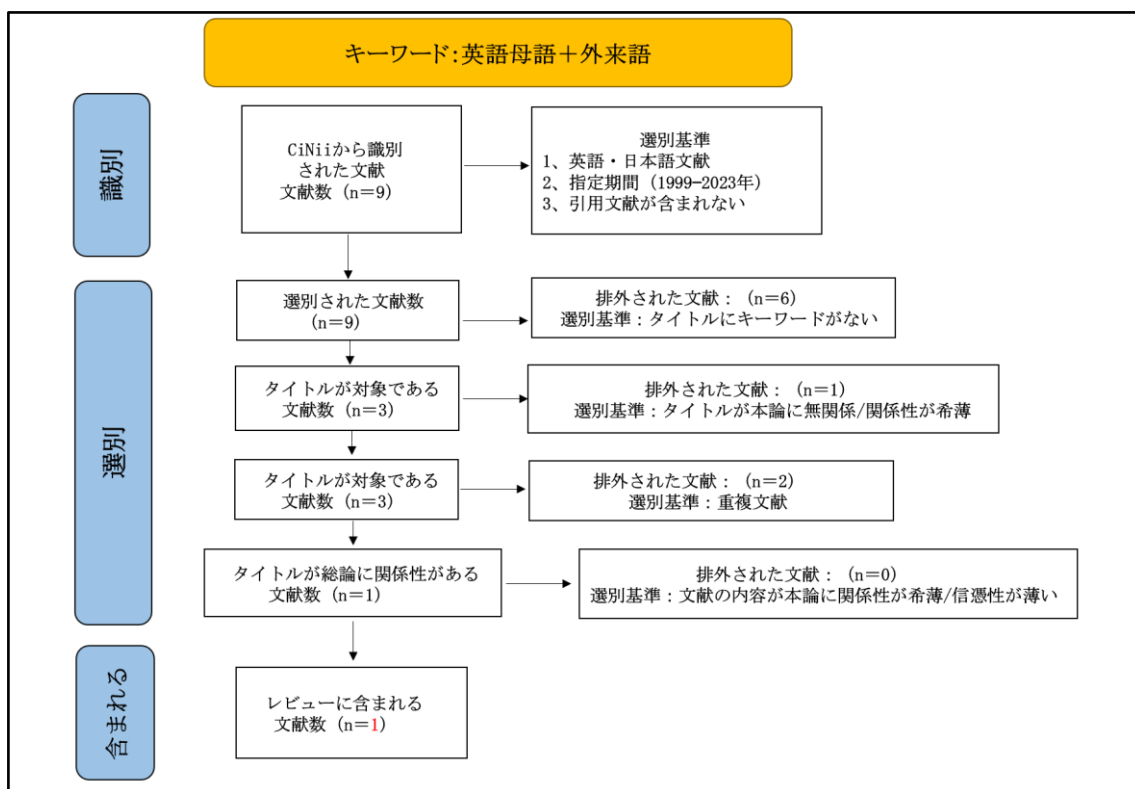 キーワード:英語母語＋外来語
識別
CiNiiから識別
された文献
文献数 (n＝9)
選別基準
1、英語・日本語文献
2、指定期間 (1999−2023年)
3、引用文献が含まれない
選別
選別された文献数
(n＝9)
排外された文献： (n＝6)
選別基準：タイトルにキーワードがない
タイトルが対象である
文献数 (n＝3)
排外された文献： (n＝1)
選別基準：タイトルが本論に無関係/関係性が希薄
タイトルが対象である
文献数 (n＝3)
排外された文献： (n＝2)
選別基準：重複文献
タイトルが総論に関係性がある
文献数 (n＝1)
排外された文献： (n＝0)
選別基準：文献の内容が本論に関係性が希薄/信憑性が薄い
含まれる
レビューに含まれる
文献数 (n＝1)